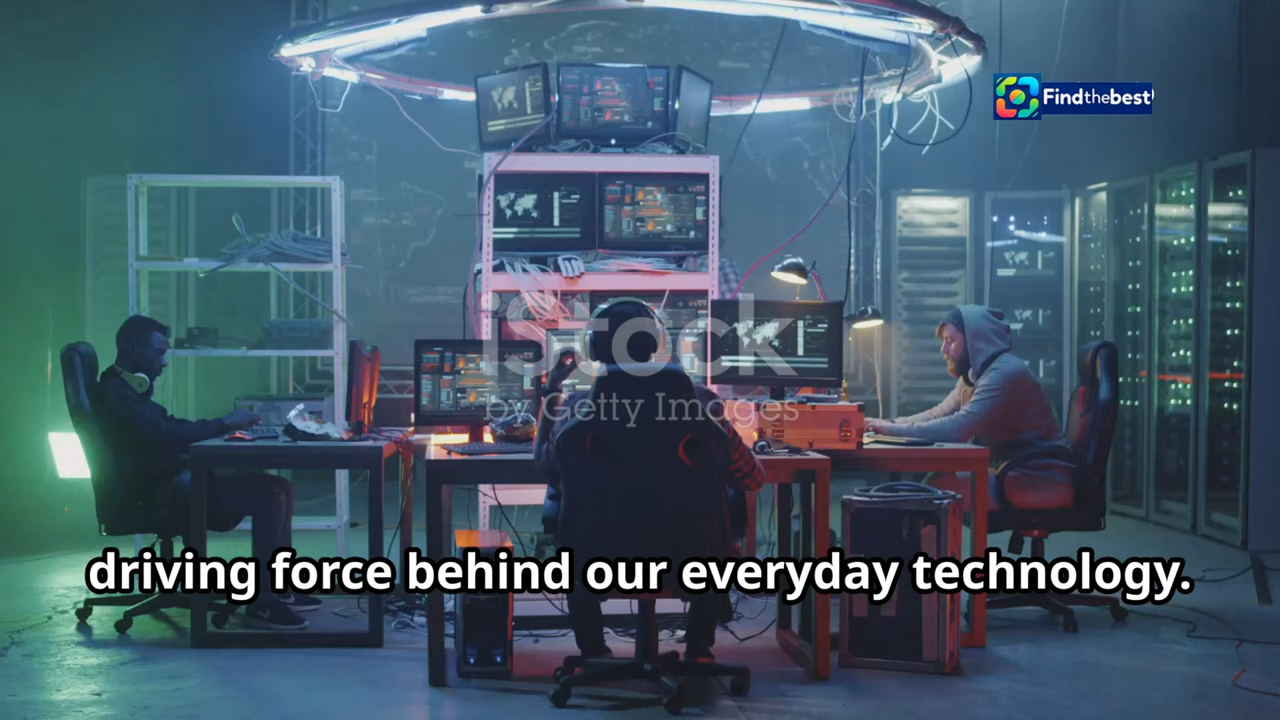 Findthebest
iStock
by Getty Images
driving force behind our everyday technology.